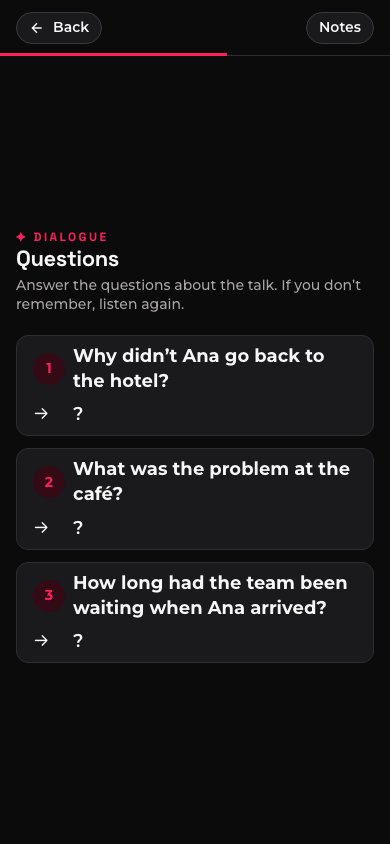 ← Back
Notes
✦ DIALOGUE
Questions
Answer the questions about the talk. If you don't
remember, listen again.
1
Why didn’t Ana go back to
the hotel?
→ ?
2
What was the problem at the
café?
→ ?
3
How long had the team been
waiting when Ana arrived?
→ ?